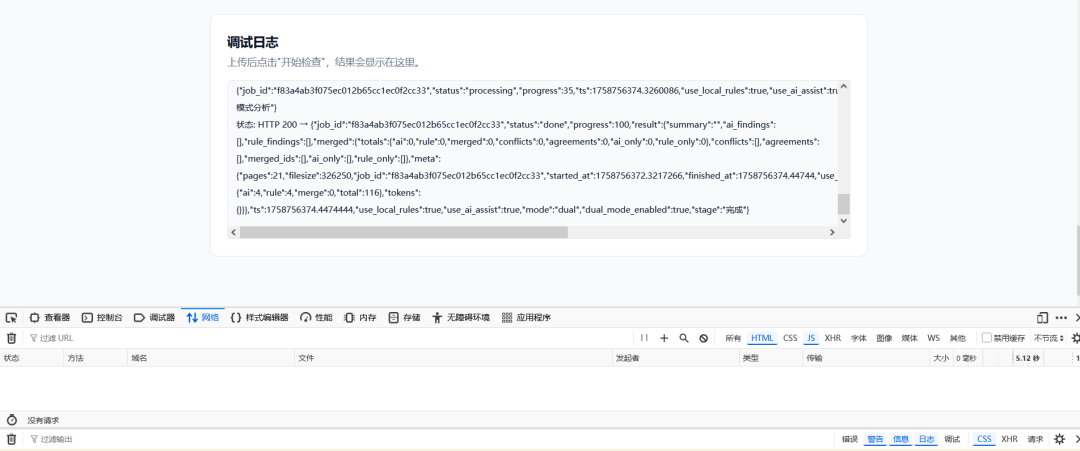 调试日志
上传后点击"开始检查"，结果会显示在这里。
{"job_id":"f83a4ab3f075ec012b65cc1ec0f2cc33","status":"processing","progress":35,"ts":1758756374.3260086,"use_local_rules":true,"use_ai_assist":tru
模式分析"}
状态: HTTP 200 → {"job_id":"f83a4ab3f075ec012b65cc1ec0f2cc33","status":"done","progress":100,"result":{"summary":"","ai_findings":
[],"rule_findings":[],"merged":{"totals":{"ai":0,"rule":0,"merged":0,"conflicts":0,"agreements":0,"ai_only":0,"rule_only":0},"conflicts":[],"agreements":
[],"merged_ids":[],"ai_only":[],"rule_only":[]},"meta":
{"pages":21,"filesize":326250,"job_id":"f83a4ab3f075ec012b65cc1ec0f2cc33","started_at":1758756372.3217266,"finished_at":1758756374.44744,"use_
{"ai":4,"rule":4,"merge":0,"total":116},"tokens":
{}}},"ts":1758756374.4474444,"use_local_rules":true,"use_ai_assist":true,"mode":"dual","dual_mode_enabled":true,"stage":"完成"}
查看器 控制台 调试器 网络 样式编辑器 性能 内存 存储 无障碍环境 应用程序
过滤 URL 所有 HTML CSS JS XHR 字体 图像 媒体 WS 其他 禁用缓存 不节流
状态 方法 域名 文件 发起者 类型 传输 大小 0 毫秒 5.12 秒 1
没有请求
过滤输出 错误 警告 信息 日志 调试 CSS XHR 请求